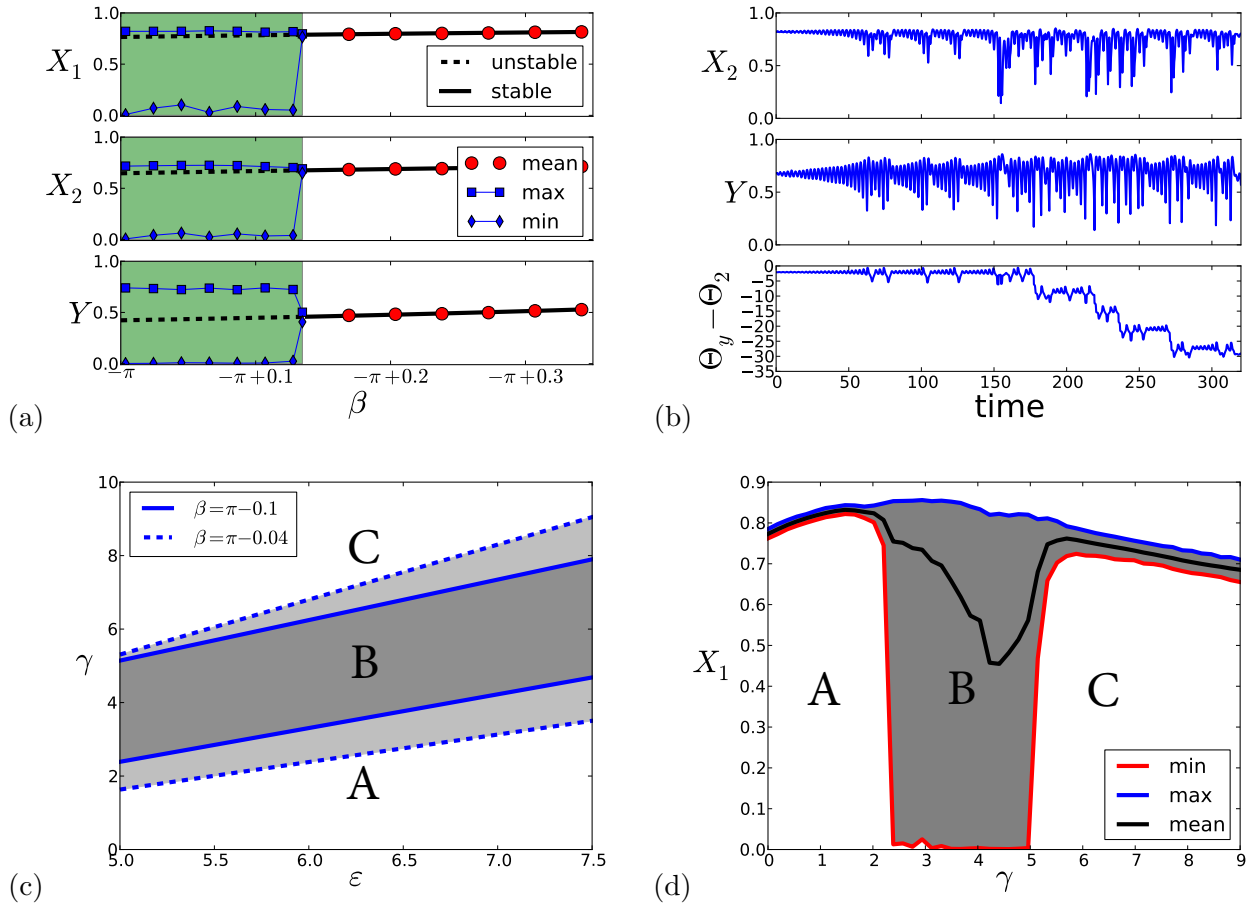 1.0
X₁
0.5
0.0
unstable
stable
1.0
X₂
0.5
0.0
mean
max
min
1.0
Y
0.5
0.0
−π
−π+0.1
−π+0.2
−π+0.3
β
(a)
1.0
X₂
0.5
0.0
1.0
Y
0.5
0.0
0
−5
−10
−15
−20
−25
−30
−35
Θy −Θ₂
0 50 100 150 200 250 300
time
(b)
10
8
6
γ
4
2
0
β=π−0.1
β=π−0.04
C
B
A
5.0 5.5 6.0 6.5 7.0 7.5
ε
(c)
0.9
0.8
0.7
0.6
0.5
X₁
0.4
0.3
0.2
0.1
0.0
A
B
C
min
max
mean
0 1 2 3 4 5 6 7 8 9
γ
(d)